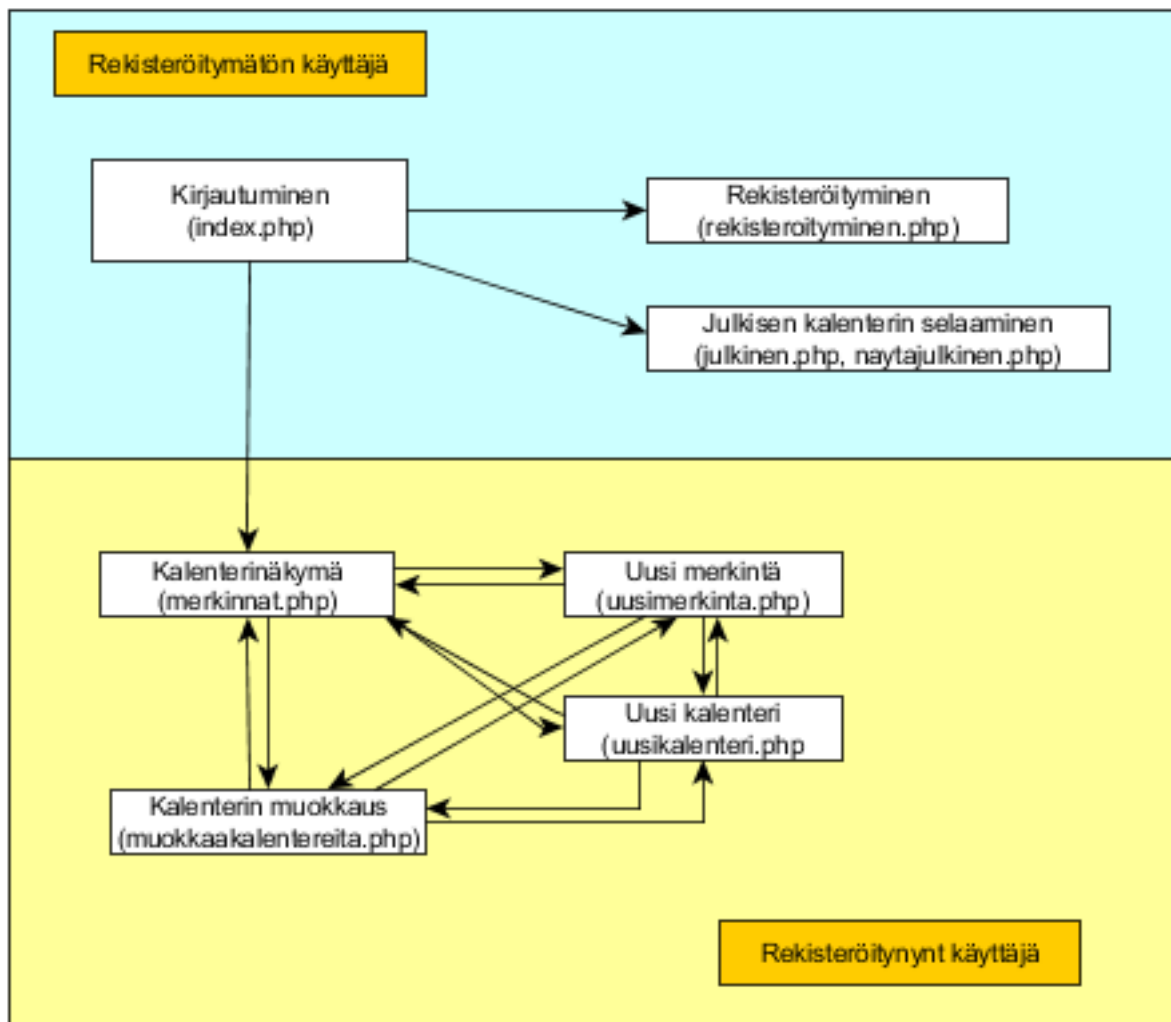 Rekisteröitymätön käyttäjä
Kirjautuminen
(index.php)
Rekisteröityminen
(rekisteroityminen.php)
Julkisen kalenterin selaaminen
(julkinen.php, naytajulkinen.php)
Kalenterinäkymä
(merkinnat.php)
Uusi merkintä
(uusimerkinta.php)
Uusi kalenteri
(uusikalenteri.php
Kalenterin muokkaus
(muokkaakalentereita.php)
Rekisteröitynynt käyttäjä